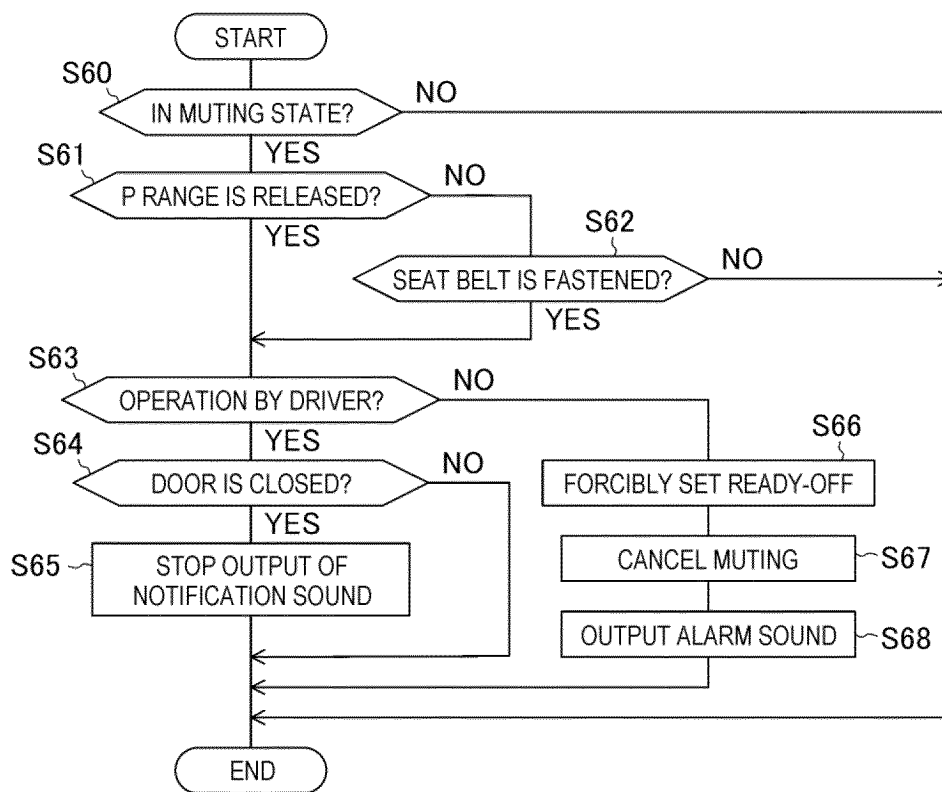 START
S60
IN MUTING STATE?
NO
YES
S61
P RANGE IS RELEASED?
NO
YES
S62
SEAT BELT IS FASTENED?
NO
YES
S63
OPERATION BY DRIVER?
NO
YES
S64
DOOR IS CLOSED?
NO
YES
S65
STOP OUTPUT OF
NOTIFICATION SOUND
S66
FORCIBLY SET READY-OFF
CANCEL MUTING
S67
OUTPUT ALARM SOUND
S68
END